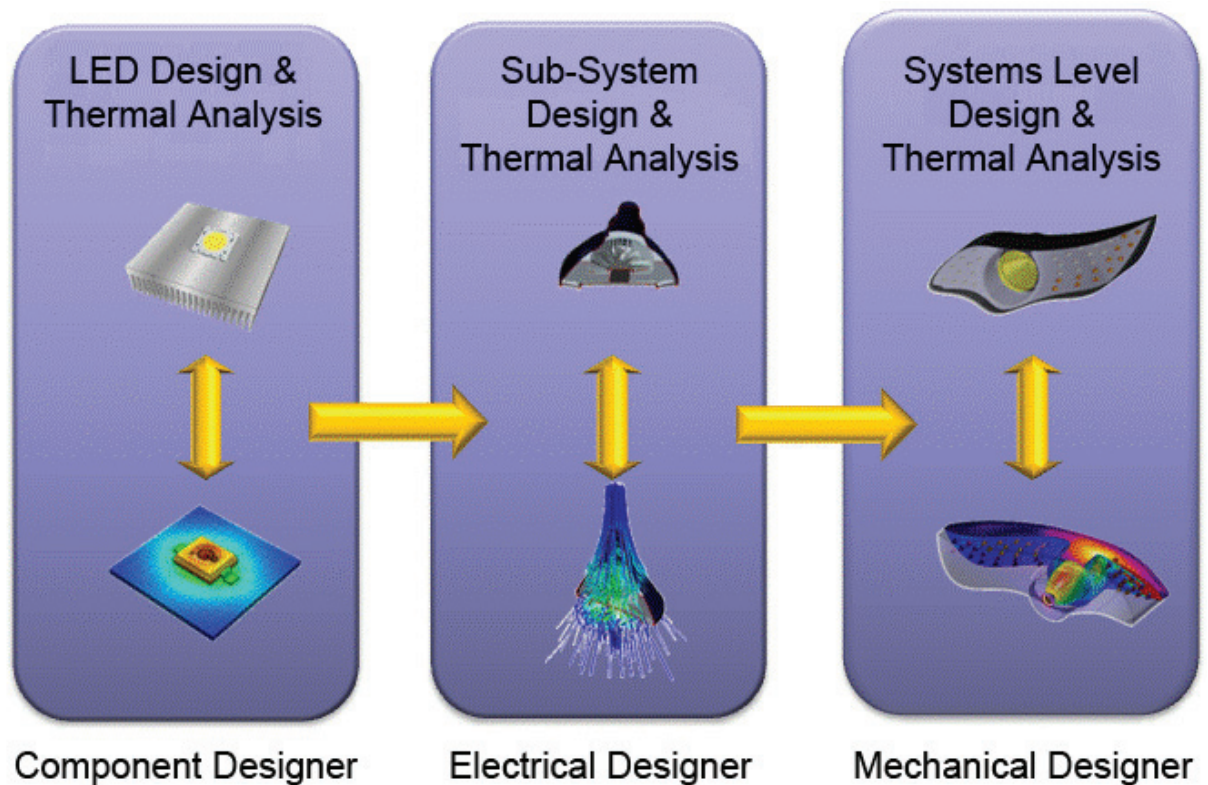 LED Design &
Thermal Analysis
Sub-System
Design &
Thermal Analysis
Systems Level
Design &
Thermal Analysis
Component Designer
Electrical Designer
Mechanical Designer